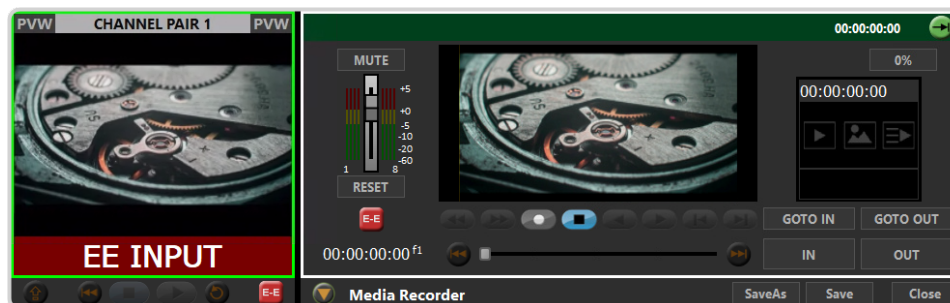 PVW CHANNEL PAIR 1 PVW
EE INPUT
E-E
00:00:00:00
MUTE
+5
+0
-5
-10
-20
-60
1 8
RESET
E-E
00:00:00:00 f1
0%
00:00:00:00
GOTO IN GOTO OUT
IN OUT
Media Recorder SaveAs Save Close